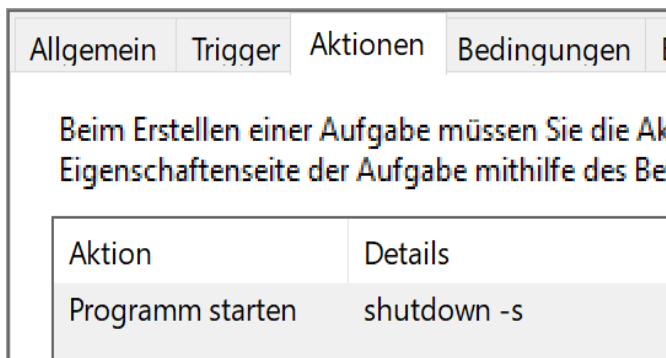 Allgemein Trigger Aktionen Bedingungen
Beim Erstellen einer Aufgabe müssen Sie die
Eigenschaftenseite der Aufgabe mithilfe des
Aktion Details
Programm starten shutdown -s